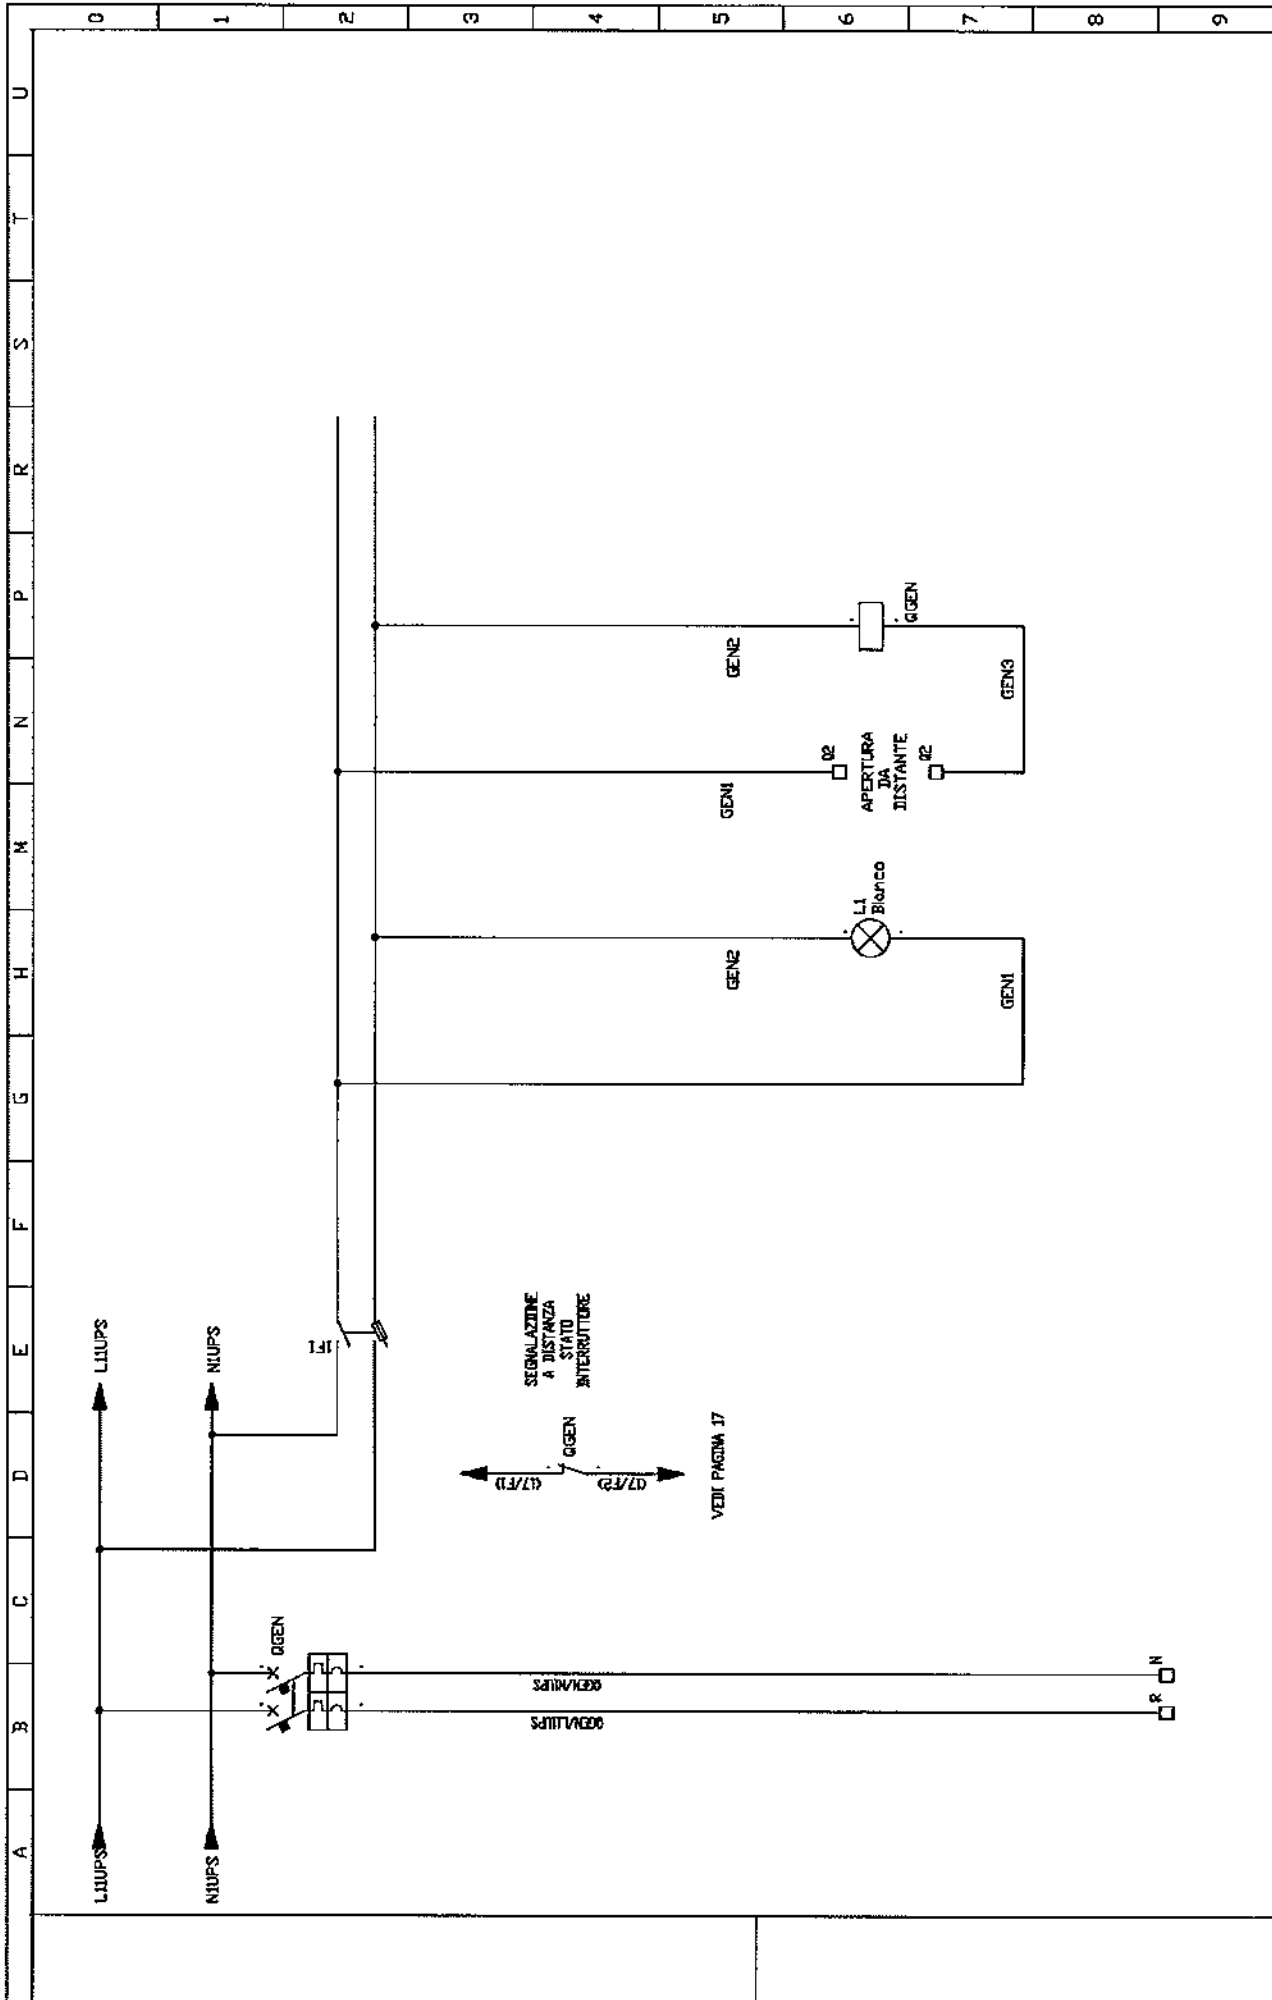 A B C D E F G H M N P R S T U
0
1
2
3
4
5
6
7
8
9
L11UPS
L11UPS
N1UPS
N1UPS
QGEN
1F1
QGEN/L11UPS
QGEN/N1UPS
R
N
(17/F1)
QGEN
(17/F2)
SEGNALAZIONE
A DISTANZA
STATO
INTERRUTTORE
VEDI PAGINA 17
GEN2
L1
Bianco
GEN1
GEN1
Q2
APERTURA
DA
DISTANTE
Q2
GEN2
QGEN
GEN3